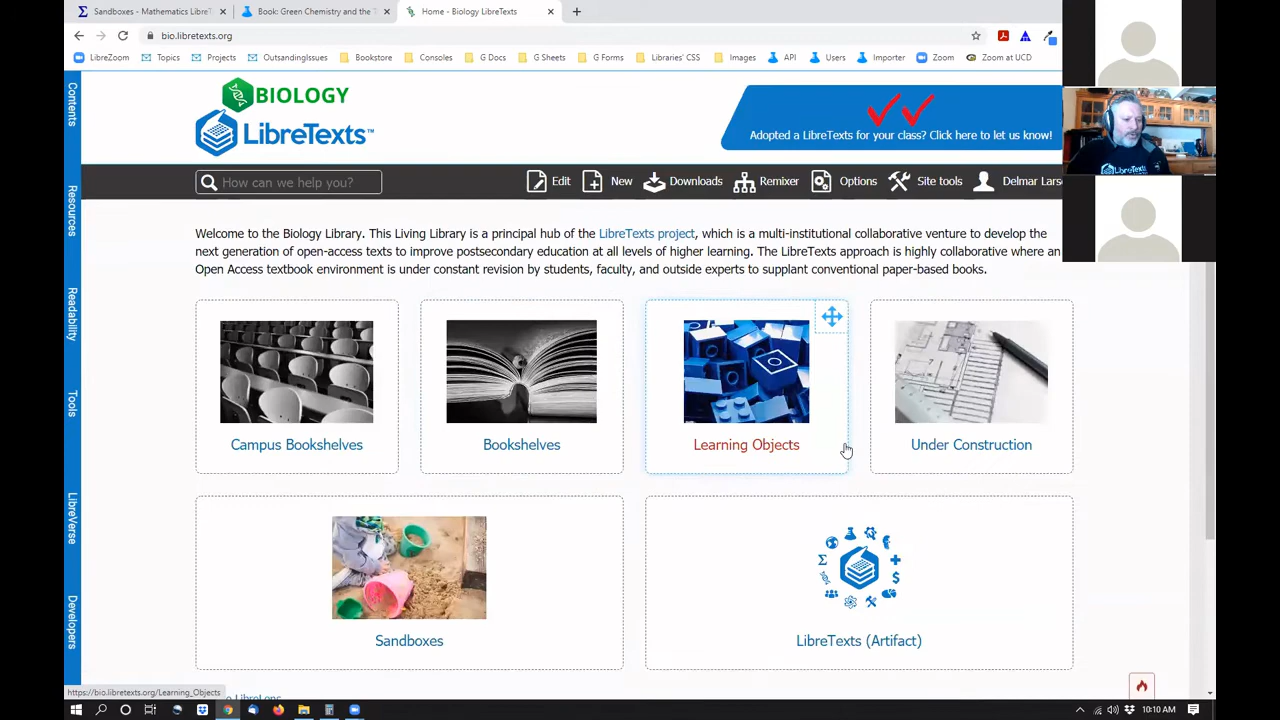 Sandboxes - Mathematics LibreT
Book: Green Chemistry and the T
Home - Biology LibreTexts
bio.libretexts.org
LibreZoom
Topics
Projects
OutsandingIssues
Bookstore
Consoles
G Docs
G Sheets
G Forms
Libraries' CSS
Images
API
Users
Importer
Zoom
Zoom at UCD
Contents
Resources
Readability
Tools
LibreVerse
Developers
BIOLOGY
LibreTexts™
Adopted a LibreTexts for your class? Click here to let us know!
How can we help you?
Edit
New
Downloads
Remixer
Options
Site tools
Delmar Lars
Welcome to the Biology Library. This Living Library is a principal hub of the LibreTexts project, which is a multi-institutional collaborative venture to develop the
next generation of open-access texts to improve postsecondary education at all levels of higher learning. The LibreTexts approach is highly collaborative where an
Open Access textbook environment is under constant revision by students, faculty, and outside experts to supplant conventional paper-based books.
Campus Bookshelves
Bookshelves
Learning Objects
Under Construction
Sandboxes
LibreTexts (Artifact)
https://bio.libretexts.org/Learning_Objects
10:10 AM